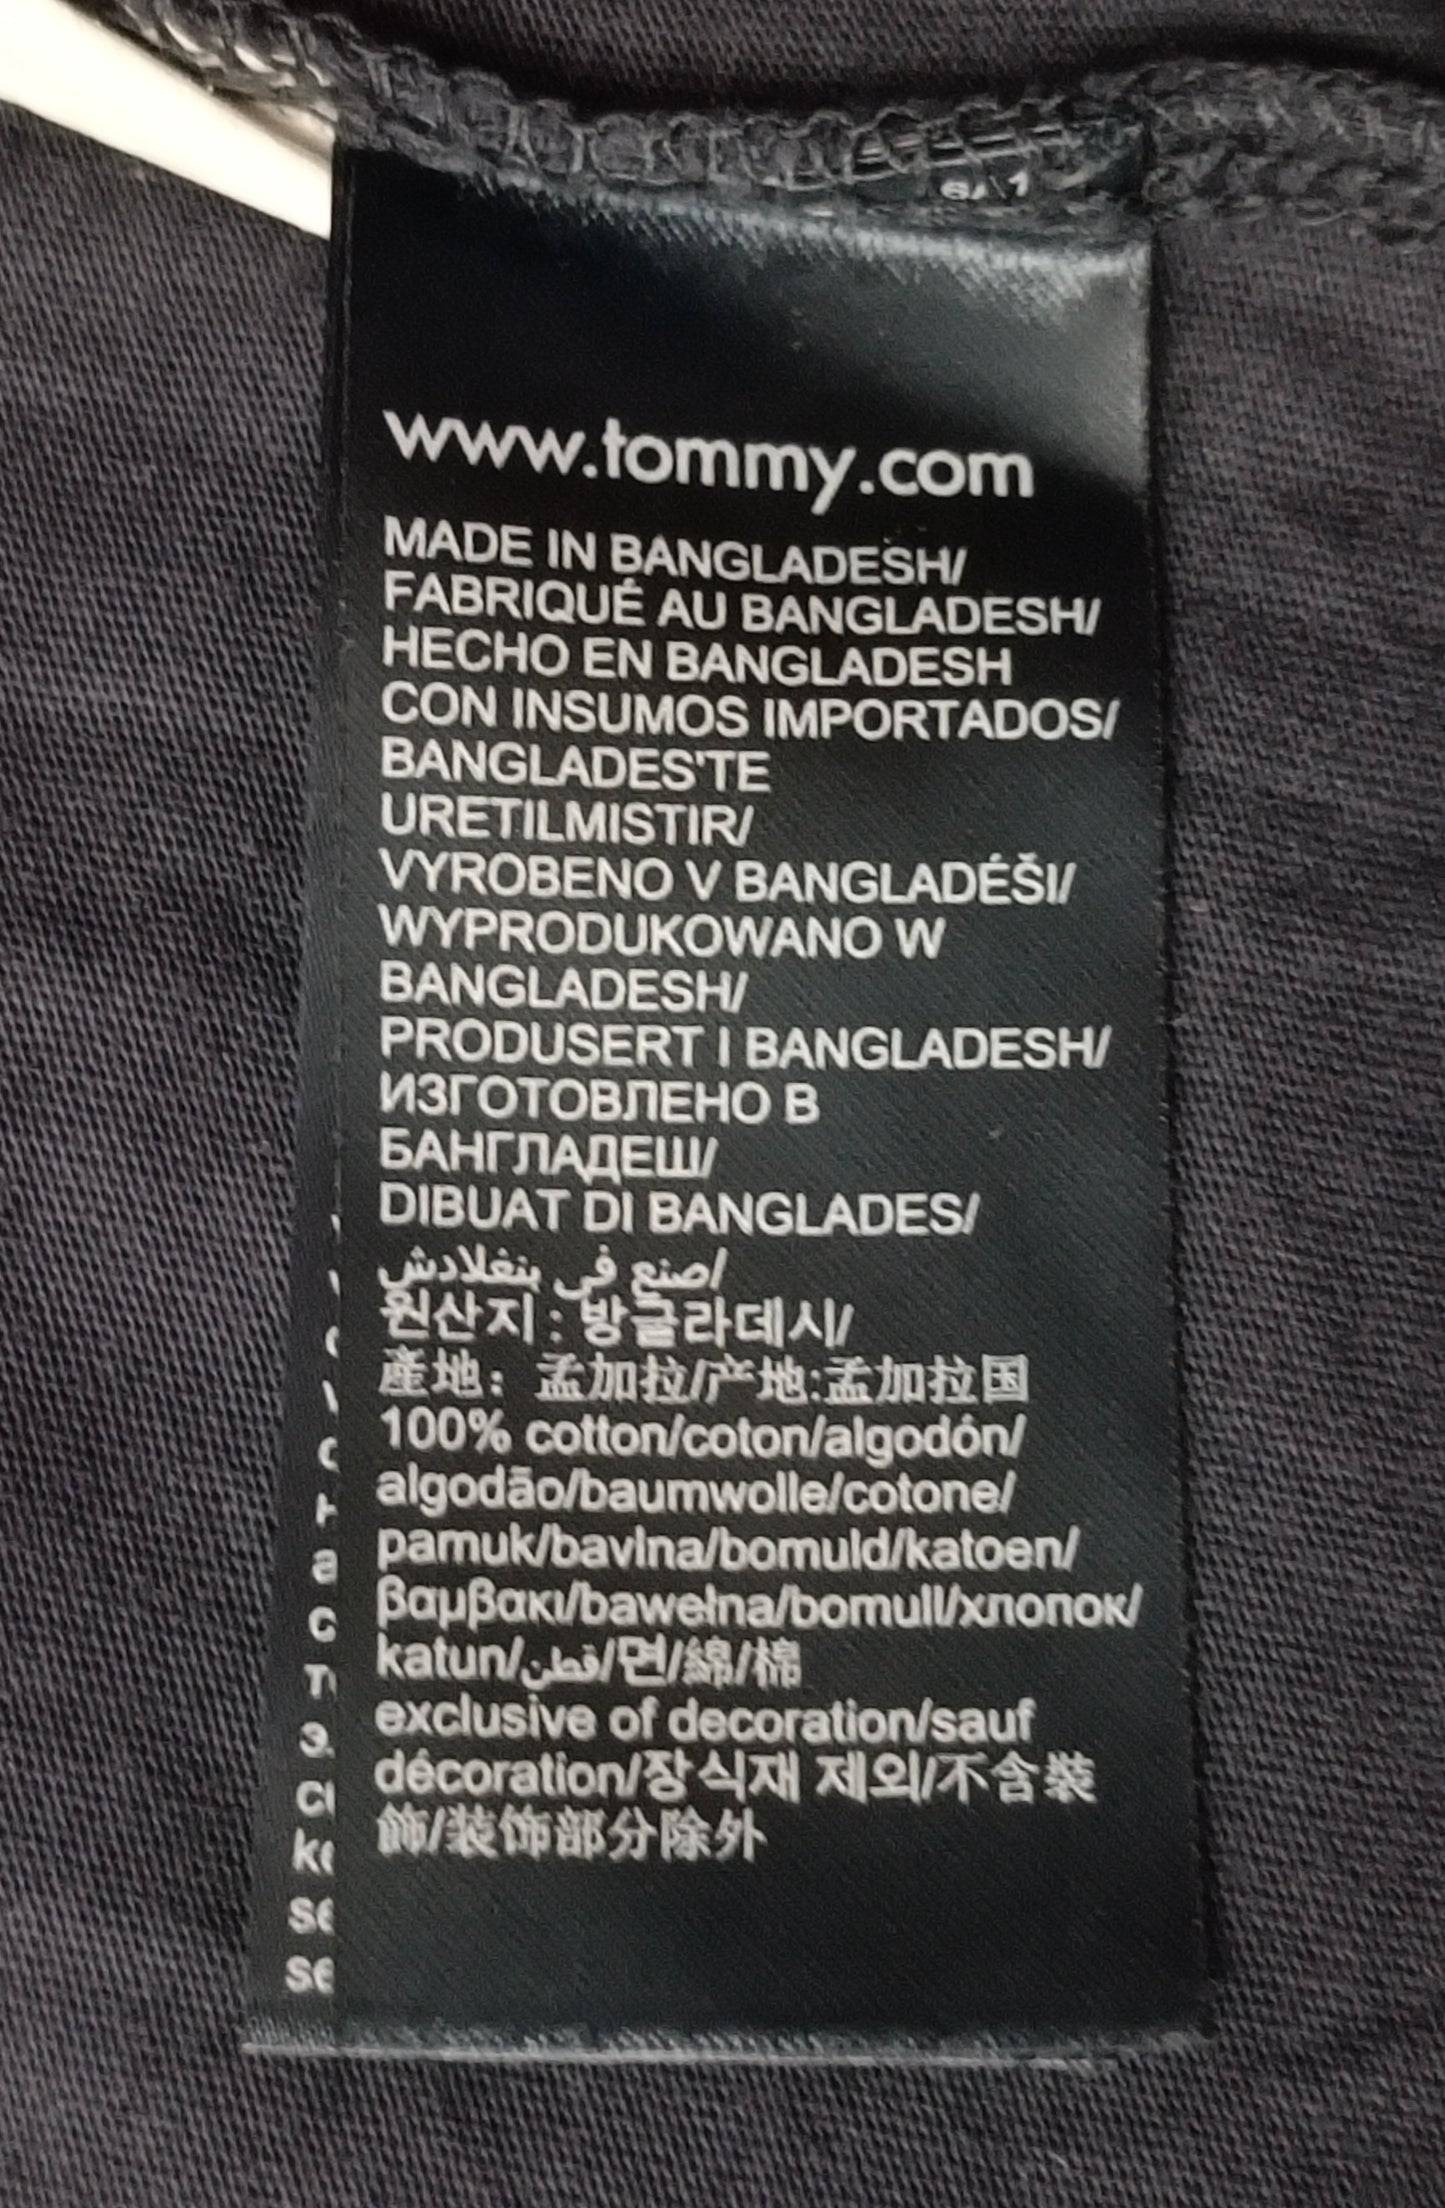 www.tommy.com
MADE IN BANGLADESH/
FABRIQUÉ AU BANGLADESH/
HECHO EN BANGLADESH
CON INSUMOS IMPORTADOS/
BANGLADES'TE
URETILMISTIR/
VYROBENO V BANGLADÉŠI/
WYPRODUKOWANO W
BANGLADESH/
PRODUSERT I BANGLADESH/
ИЗГОТОВЛЕНО В
БАНГЛАДЕШ/
DIBUAT DI BANGLADES/
صنع في بنغلادش/
원산지 : 방글라데시/
產地：孟加拉/产地:孟加拉国
100% cotton/coton/algodón/
algodão/baumwolle/cotone/
pamuk/bavlna/bomuld/katoen/
βαμβακι/bawełna/bomull/хлопок/
katun/قطن/면/綿/棉
exclusive of decoration/sauf
décoration/장식재 제외/不含裝
飾/装饰部分除外